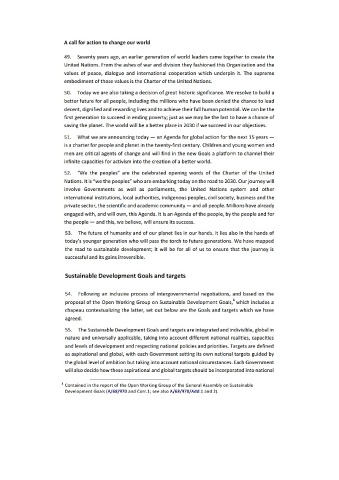 A call for action to change our world
49. Seventy years ago, an earlier generation of world leaders came together to create the
United Nations. From the ashes of war and division they fashioned this Organization and the
values of peace, dialogue and international cooperation which underpin it. The supreme
embodiment of those values is the Charter of the United Nations.
50. Today we are also taking a decision of great historic significance. We resolve to build a
better future for all people, including the millions who have been denied the chance to lead
decent, dignified and rewarding lives and to achieve their full human potential. We can be the
first generation to succeed in ending poverty; just as we may be the last to have a chance of
saving the planet. The world will be a better place in 2030 if we succeed in our objectives.
51. What we are announcing today — an Agenda for global action for the next 15 years —
is a charter for people and planet in the twenty-first century. Children and young women and
men are critical agents of change and will find in the new Goals a platform to channel their
infinite capacities for activism into the creation of a better world.
52. "We the peoples" are the celebrated opening words of the Charter of the United
Nations. It is "we the peoples" who are embarking today on the road to 2030. Our journey will
involve Governments as well as parliaments, the United Nations system and other
international institutions, local authorities, indigenous peoples, civil society, business and the
private sector, the scientific and academic community — and all people. Millions have already
engaged with, and will own, this Agenda. It is an Agenda of the people, by the people and for
the people — and this, we believe, will ensure its success.
53. The future of humanity and of our planet lies in our hands. It lies also in the hands of
today's younger generation who will pass the torch to future generations. We have mapped
the road to sustainable development; it will be for all of us to ensure that the journey is
successful and its gains irreversible.
Sustainable Development Goals and targets
54. Following an inclusive process of intergovernmental negotiations, and based on the
proposal of the Open Working Group on Sustainable Development Goals, which includes a
chapeau contextualizing the latter, set out below are the Goals and targets which we have
agreed.
55. The Sustainable Development Goals and targets are integrated and indivisible, global in
nature and universally applicable, taking into account different national realities, capacities
and levels of development and respecting national policies and priorities. Targets are defined
as aspirational and global, with each Government setting its own national targets guided by
the global level of ambition but taking into account national circumstances. Each Government
will also decide how these aspirational and global targets should be incorporated into national
Contained in the report of the Open Working Group of the General Assembly on Sustainable
Development Goals (A/68/970 and Corr.1; see also A/68/970/Add.1 and 2).